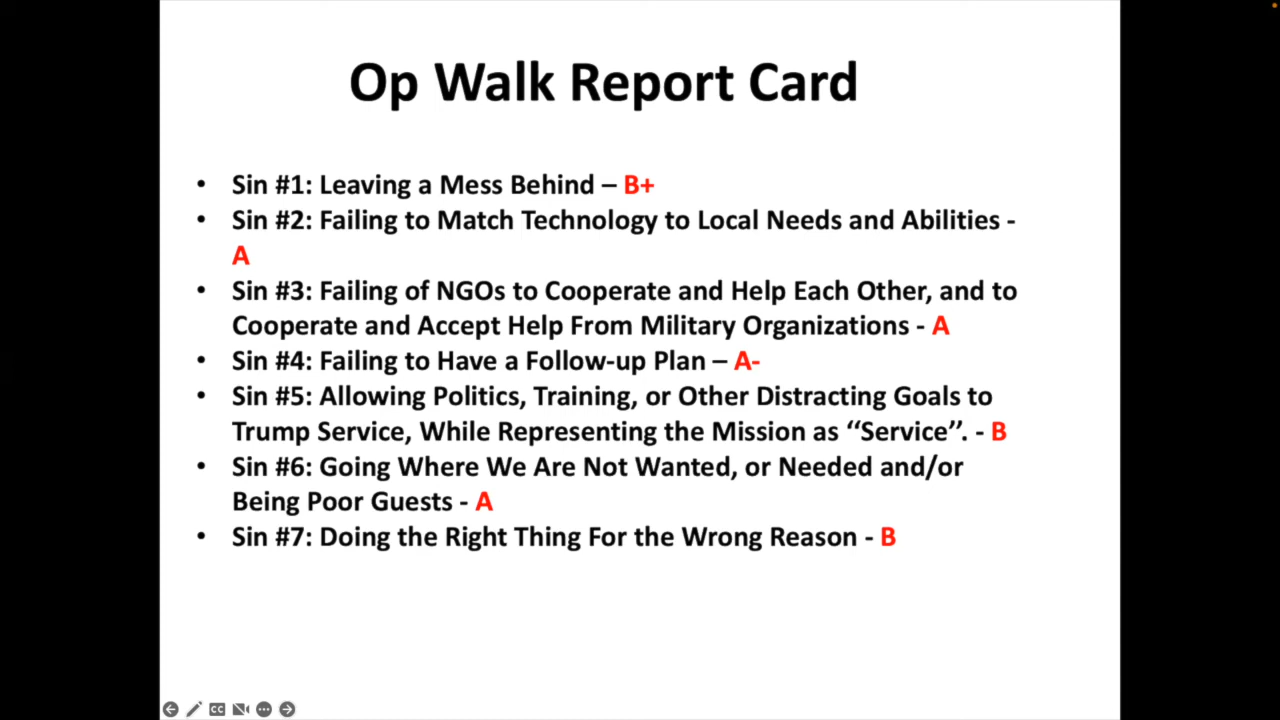 Op Walk Report Card
• Sin #1: Leaving a Mess Behind – B+
• Sin #2: Failing to Match Technology to Local Needs and Abilities -
A
• Sin #3: Failing of NGOs to Cooperate and Help Each Other, and to
Cooperate and Accept Help From Military Organizations - A
• Sin #4: Failing to Have a Follow-up Plan – A-
• Sin #5: Allowing Politics, Training, or Other Distracting Goals to
Trump Service, While Representing the Mission as ‘‘Service’’. - B
• Sin #6: Going Where We Are Not Wanted, or Needed and/or
Being Poor Guests - A
• Sin #7: Doing the Right Thing For the Wrong Reason - B
CC